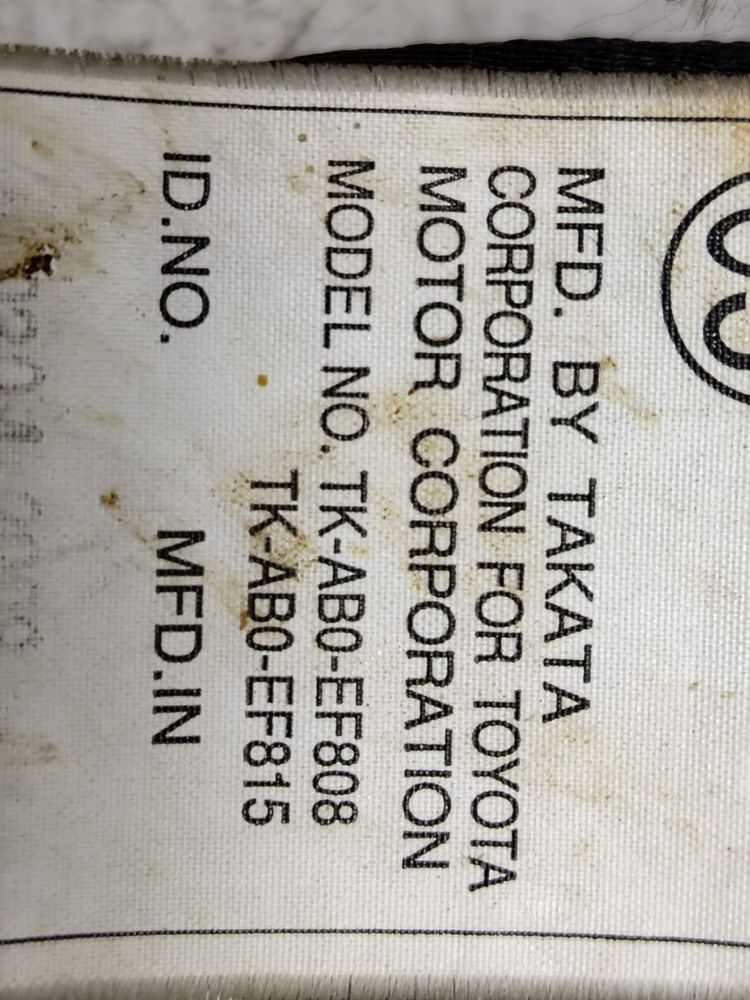 MFD. BY TAKATA
CORPORATION FOR TOYOTA
MOTOR CORPORATION
MODEL NO. TK-AB0-EF808
TK-AB0-EF815
ID.NO. MFD.IN